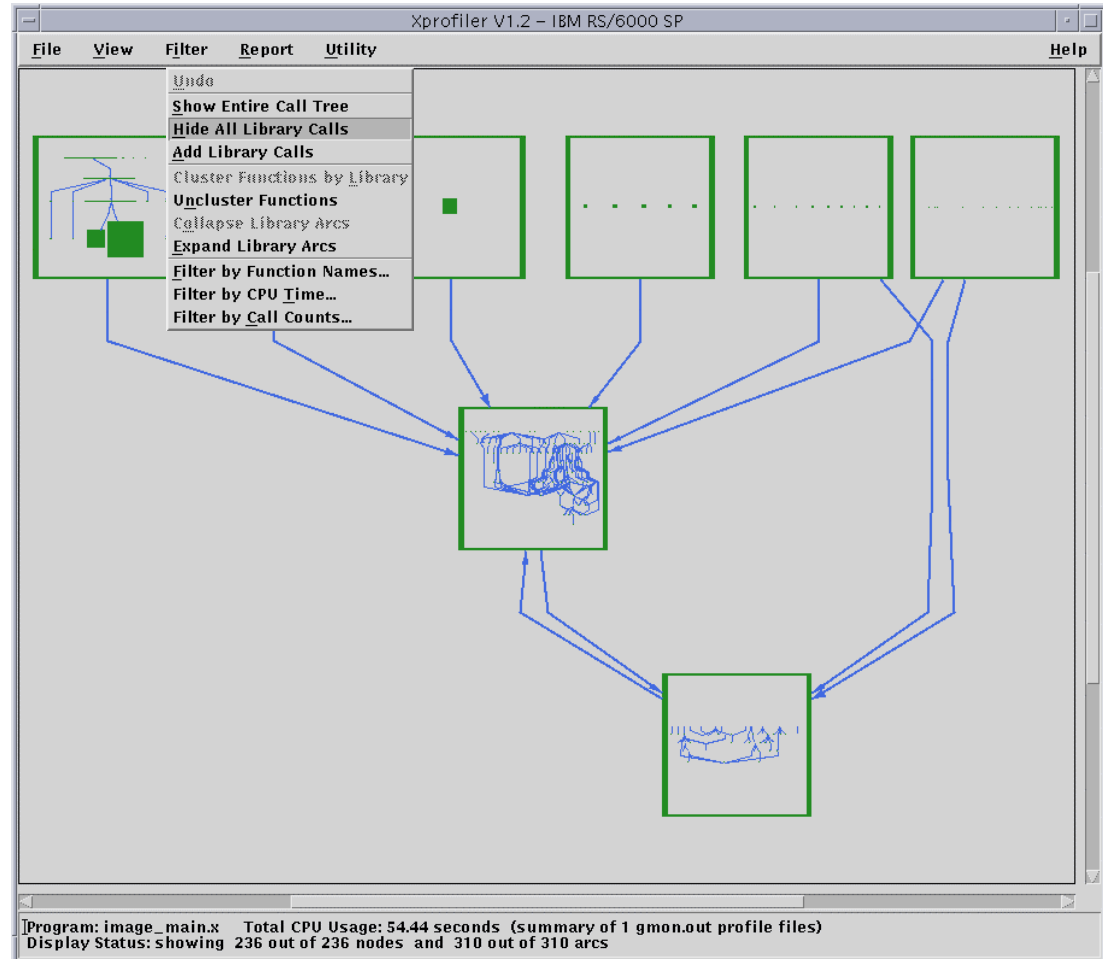 Xprofiler V1.2 – IBM RS/6000 SP
File View Filter Report Utility Help
Undo
Show Entire Call Tree
Hide All Library Calls
Add Library Calls
Cluster Functions by Library
Uncluster Functions
Collapse Library Arcs
Expand Library Arcs
Filter by Function Names...
Filter by CPU Time...
Filter by Call Counts...
Program: image_main.x Total CPU Usage: 54.44 seconds (summary of 1 gmon.out profile files)
Display Status: showing 236 out of 236 nodes and 310 out of 310 arcs